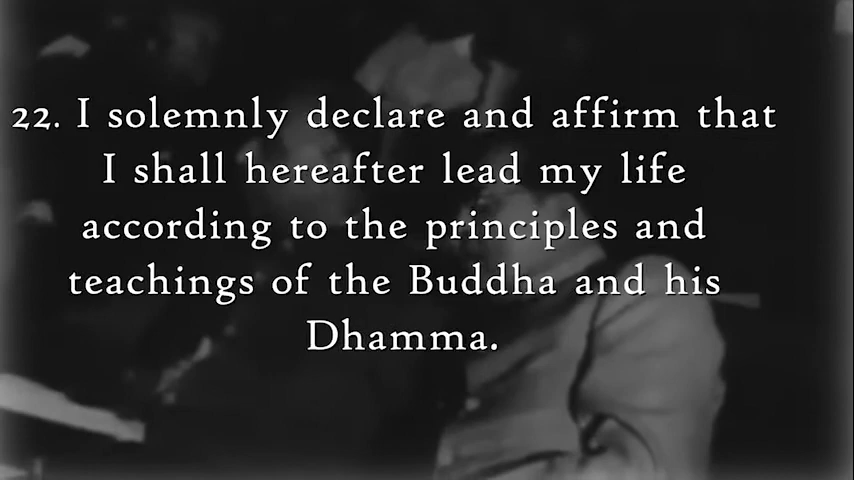 22. I solemnly declare and affirm that
I shall hereafter lead my life
according to the principles and
teachings of the Buddha and his
Dhamma.